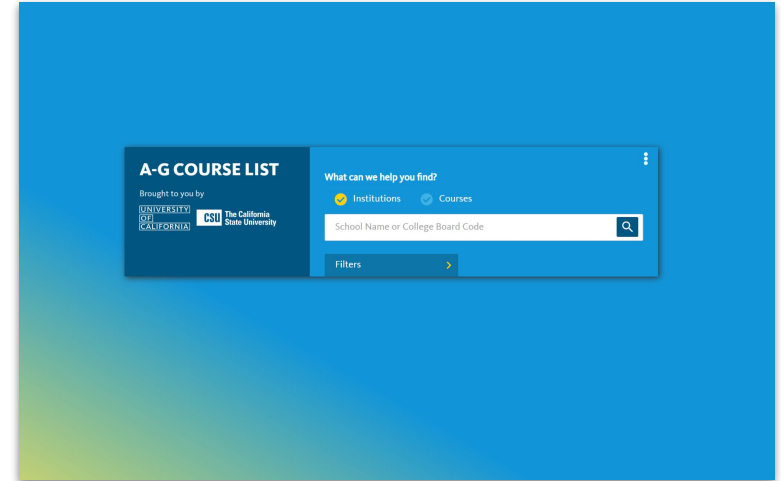 A-G COURSE LIST
Brought to you by
UNIVERSITY
OF
CALIFORNIA
CSU The California
State University
What can we help you find?
Institutions Courses
School Name or College Board Code
Filters